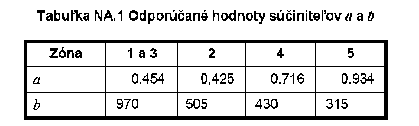 Tabuľka NA.1 Odporúčané hodnoty súčiniteľov a a b
Zóna 1 a 3 2 4 5
a 0.454 0,425 0.716 0.934
b 970 505 430 315